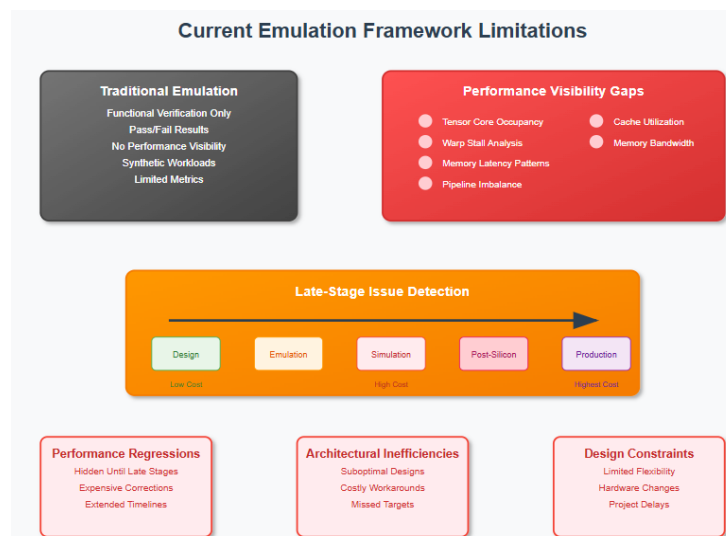 Current Emulation Framework Limitations
Traditional Emulation
Functional Verification Only
Pass/Fail Results
No Performance Visibility
Synthetic Workloads
Limited Metrics
Performance Visibility Gaps
Tensor Core Occupancy
Warp Stall Analysis
Memory Latency Patterns
Pipeline Imbalance
Cache Utilization
Memory Bandwidth
Late-Stage Issue Detection
Design
Emulation
Simulation
Post-Silicon
Production
Low Cost
High Cost
Highest Cost
Performance Regressions
Hidden Until Late Stages
Expensive Corrections
Extended Timelines
Architectural Inefficiencies
Suboptimal Designs
Costly Workarounds
Missed Targets
Design Constraints
Limited Flexibility
Hardware Changes
Project Delays